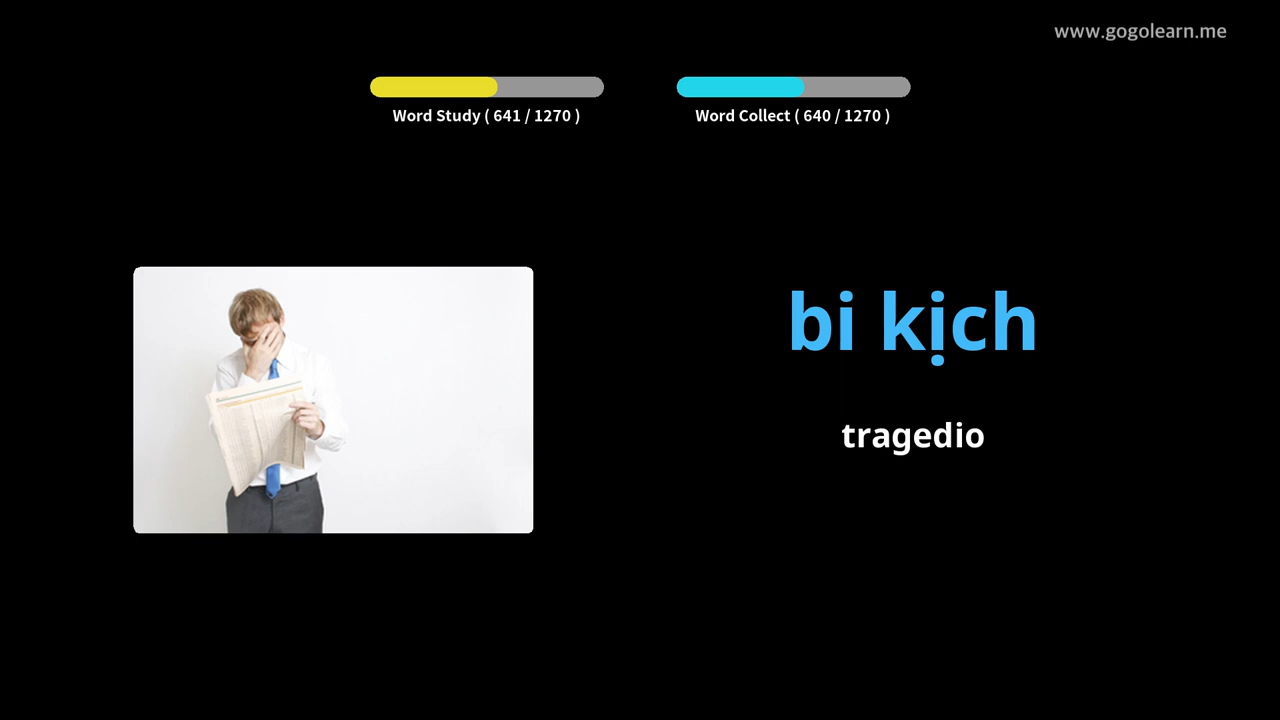 www.gogolearn.me
Word Study ( 641 / 1270 )
Word Collect ( 640 / 1270 )
bi kịch
tragedio